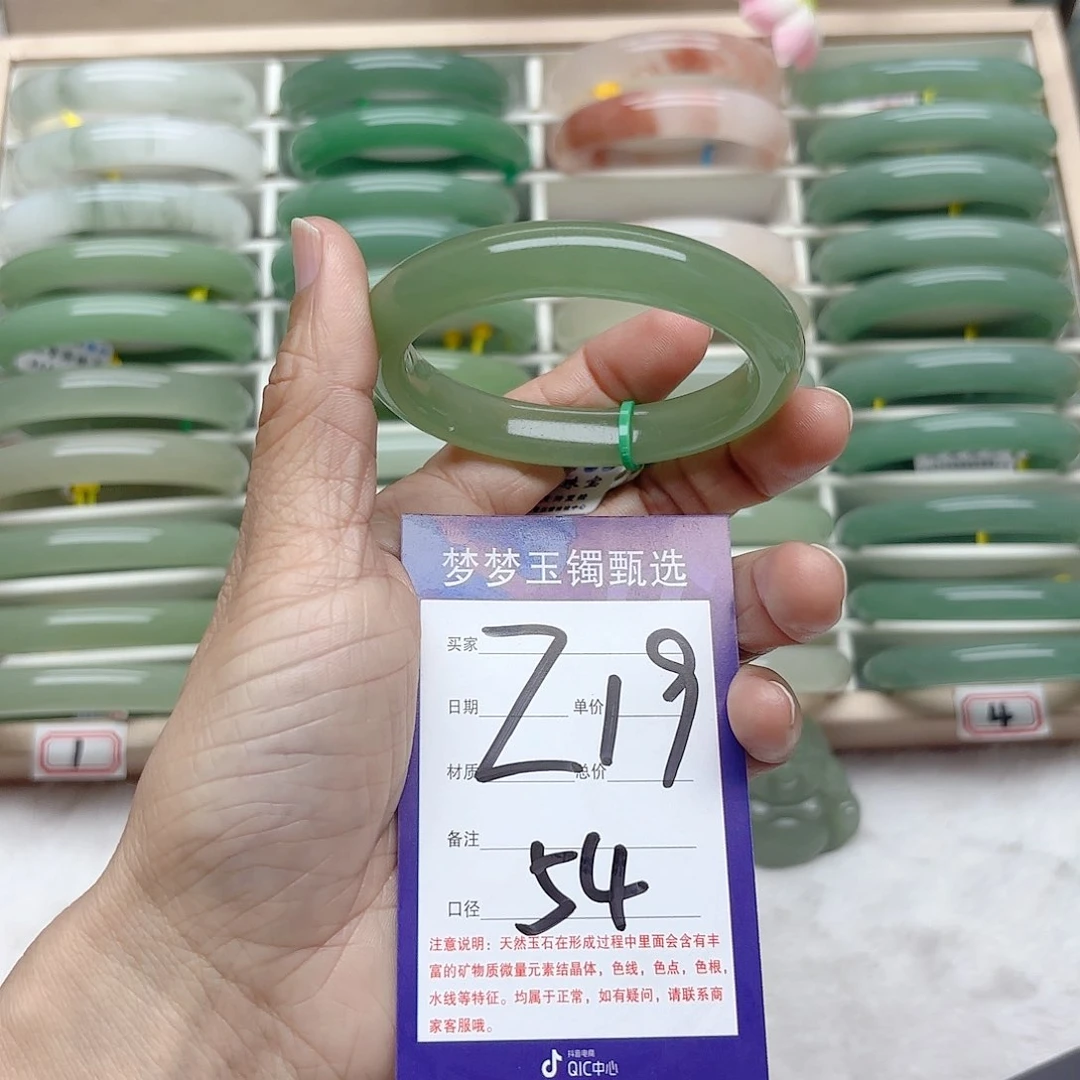 梦梦玉镯甄选
买家
Z19
日期 单价
材质 总价
备注
54
口径
注意说明：天然玉石在形成过程中里面会含有丰
富的矿物质微量元素结晶体，色线，色点，色根，
水线等特征。均属于正常，如有疑问，请联系商
家客服哦。
抖音电商
QIC中心
1
4